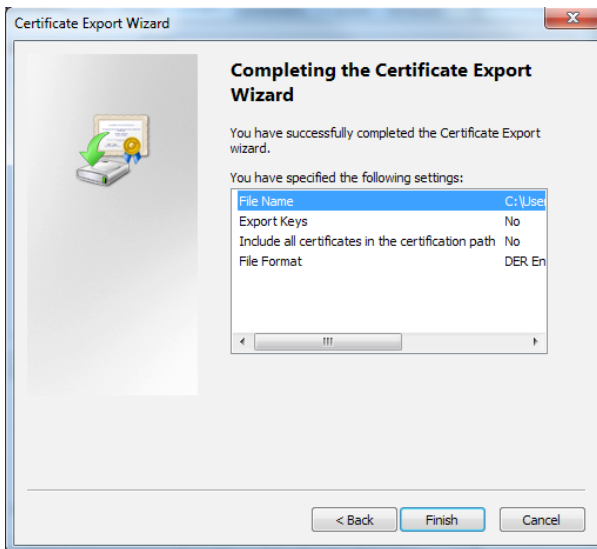 Certificate Export Wizard
Completing the Certificate Export
Wizard
You have successfully completed the Certificate Export
wizard.
You have specified the following settings:
File Name C:\User
Export Keys No
Include all certificates in the certification path No
File Format DER En
< Back Finish Cancel